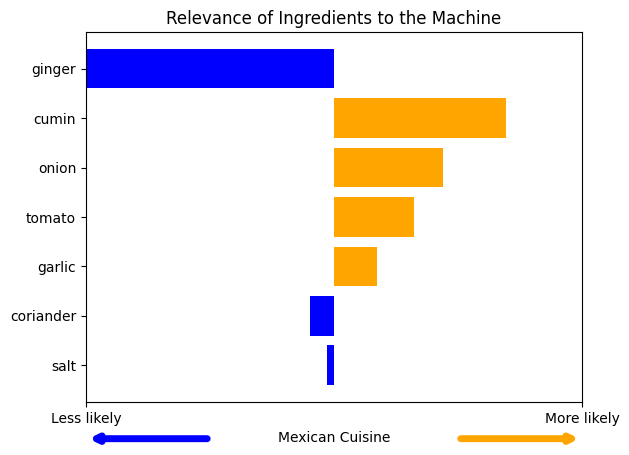 Relevance of Ingredients to the Machine
ginger
cumin
onion
tomato
garlic
coriander
salt
Less likely
More likely
Mexican Cuisine